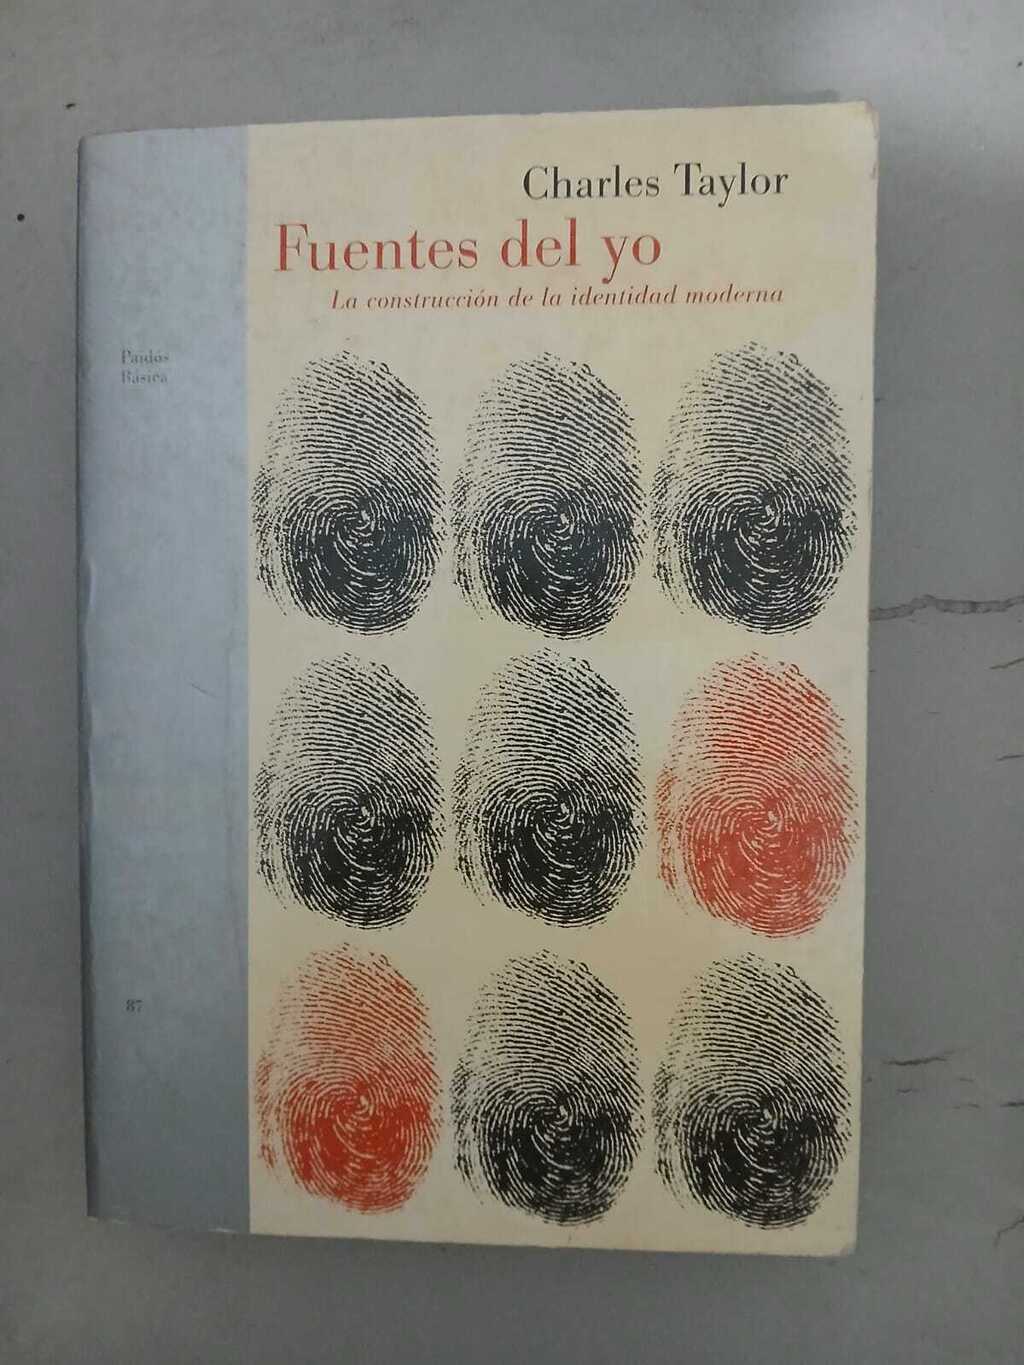 Charles Taylor
Fuentes del yo
La construcción de la identidad moderna
Paidós
Básica
87